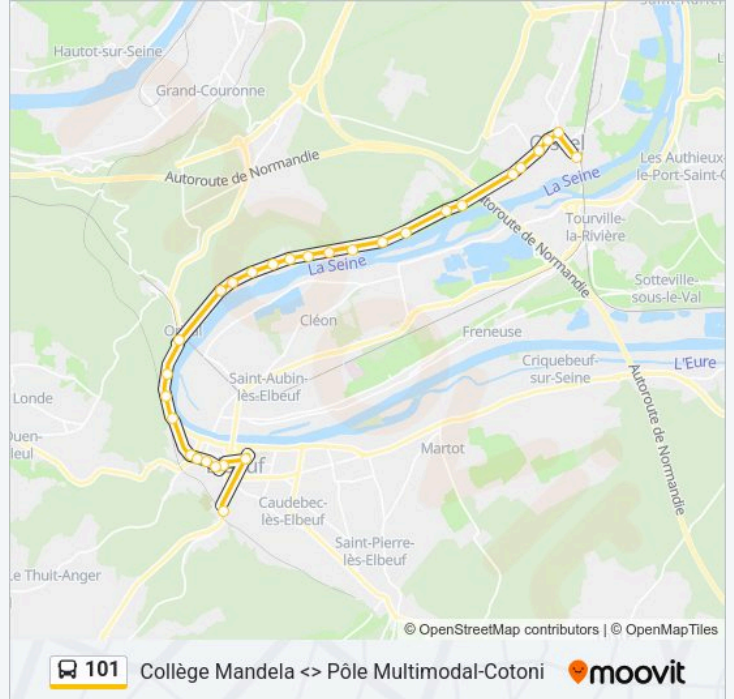 Hautot-sur-Seine
Grand-Couronne
Autoroute de Normandie
La Seine
Les Authieux-
Tourville-
la-Rivière
Autoroute de Normandie
La Seine
Sotteville-
sous-le-Val
Cléon
Freneuse
Criquebeuf-
sur-Seine
L'Eure
Saint-Aubin-
lès-Elbeuf
Londe
Autoroute de Normandie
Martot
Caudebec-
lès-Elbeuf
Saint-Pierre-
lès-Elbeuf
Le Thuit-Anger
© OpenStreetMap contributors | © OpenMapTiles
101 Collège Mandela <> Pôle Multimodal-Cotoni moovit